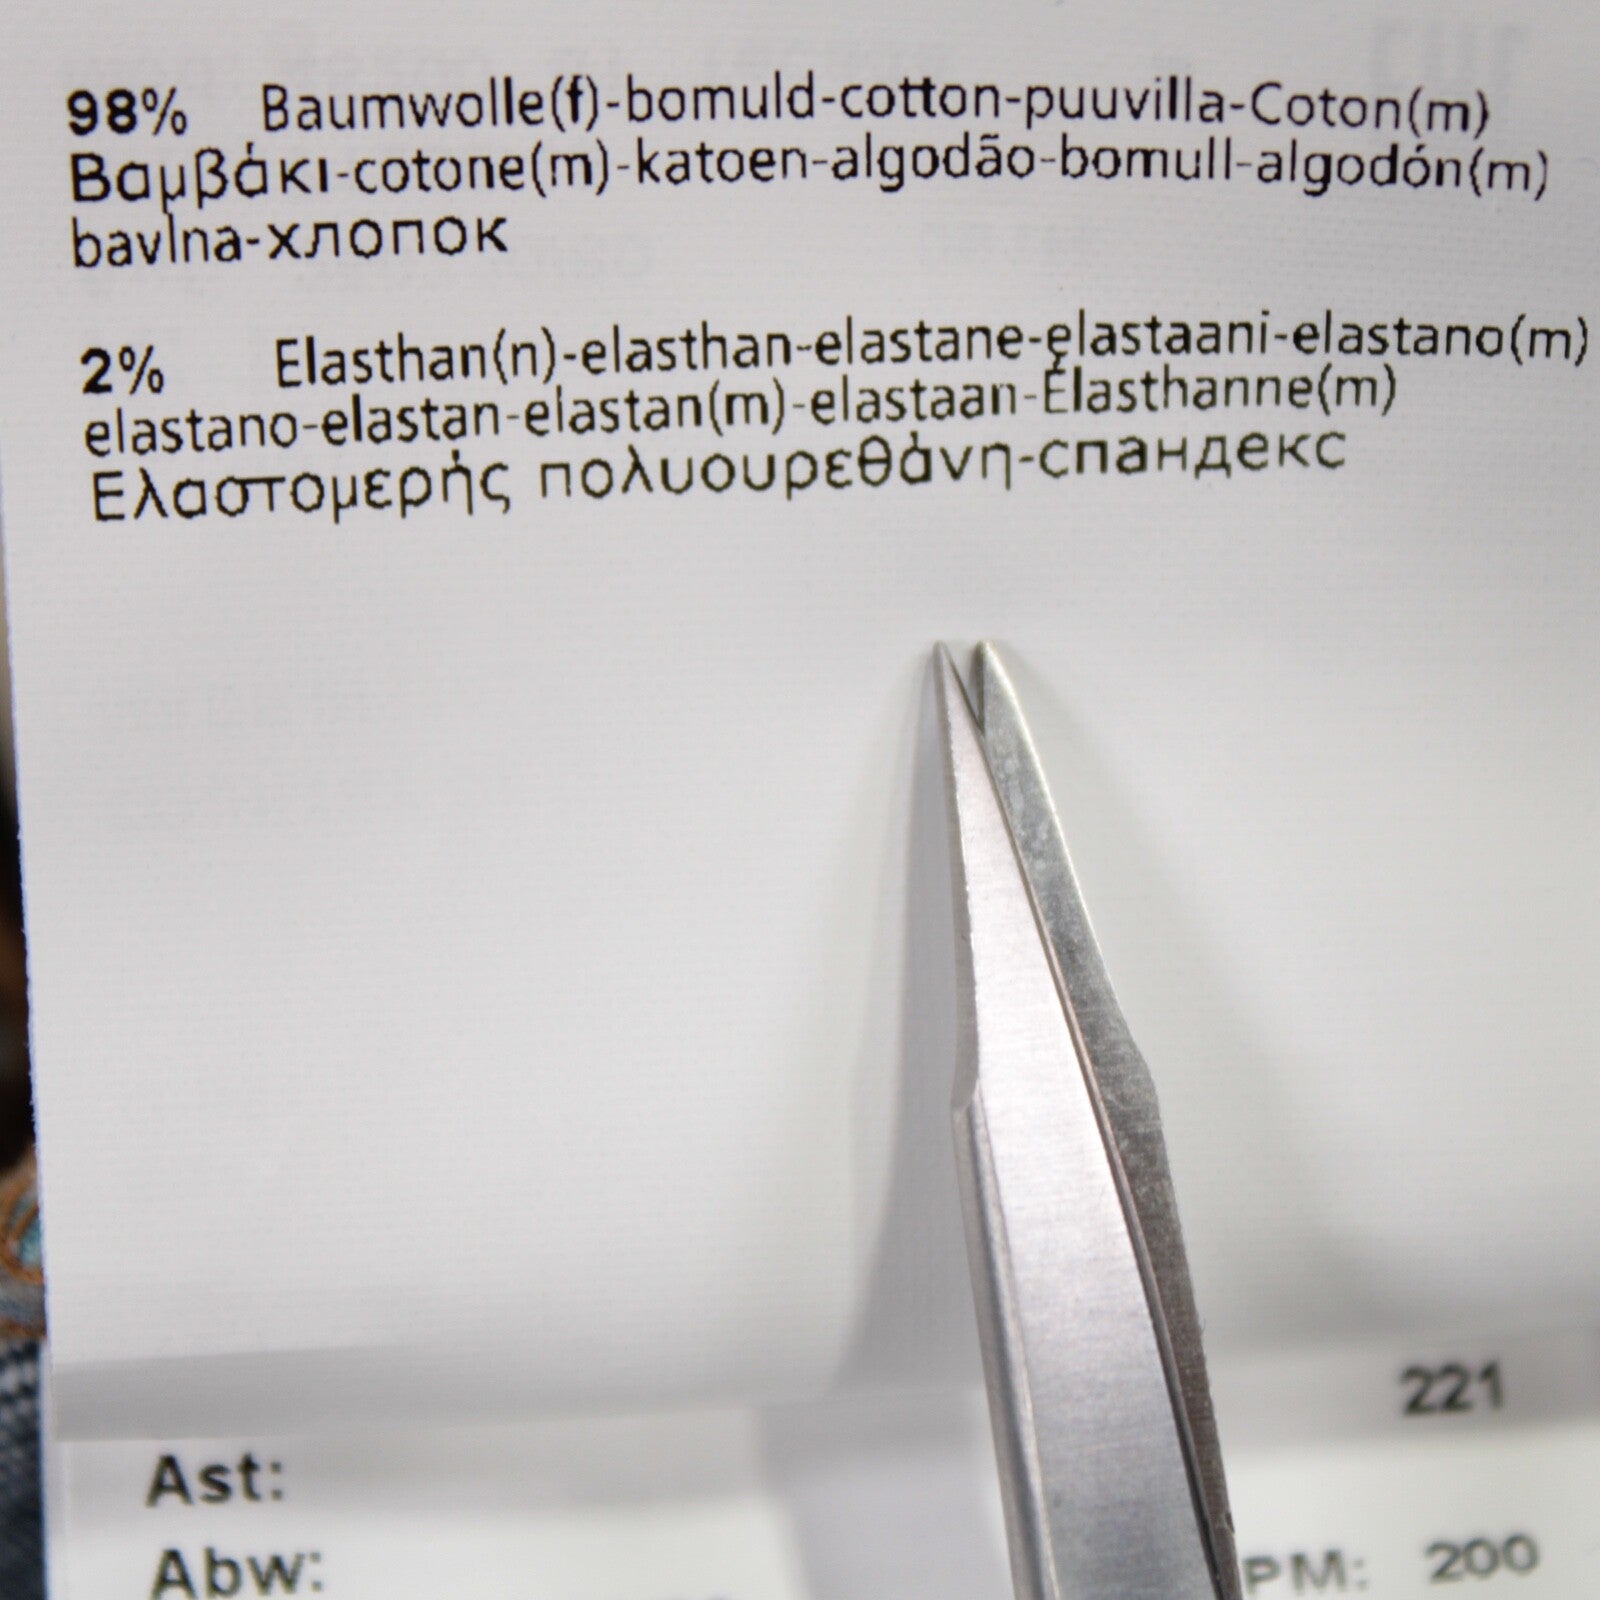 98% Baumwolle(f)-bomuld-cotton-puuvilla-Coton(m)
Βαμβάκι-cotone(m)-katoen-algodão-bomull-algodón(m)
bavlna-хлопок
2% Elasthan(n)-elasthan-elastane-elastaani-elastano(m)
elastano-elastan-elastan(m)-elastaan-Élasthanne(m)
Ελαστομερής πολυουρεθάνη-спандекс
221
Ast:
Abw:
PM: 200